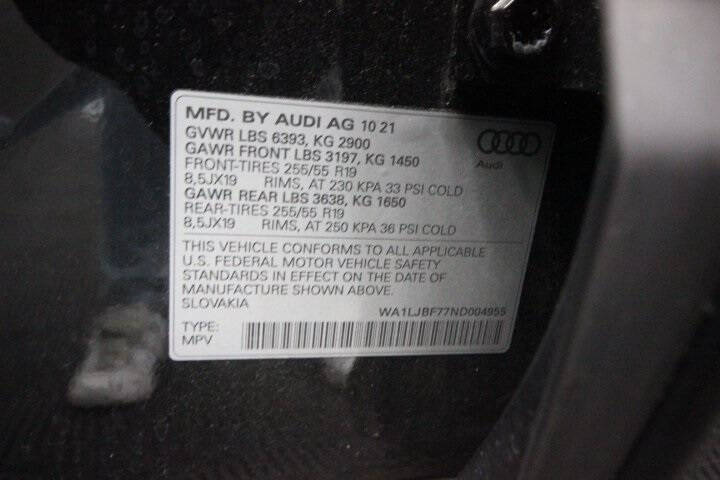 MFD. BY AUDI AG 10 21
GVWR LBS 6393, KG 2900
GAWR FRONT LBS 3197, KG 1450
FRONT-TIRES 255/55 R19
8,5JX19 RIMS, AT 230 KPA 33 PSI COLD
GAWR REAR LBS 3638, KG 1650
REAR-TIRES 255/55 R19
8,5JX19 RIMS, AT 250 KPA 36 PSI COLD
Audi
THIS VEHICLE CONFORMS TO ALL APPLICABLE
U.S. FEDERAL MOTOR VEHICLE SAFETY
STANDARDS IN EFFECT ON THE DATE OF
MANUFACTURE SHOWN ABOVE.
SLOVAKIA
WA1LJBF77ND004955
TYPE:
MPV